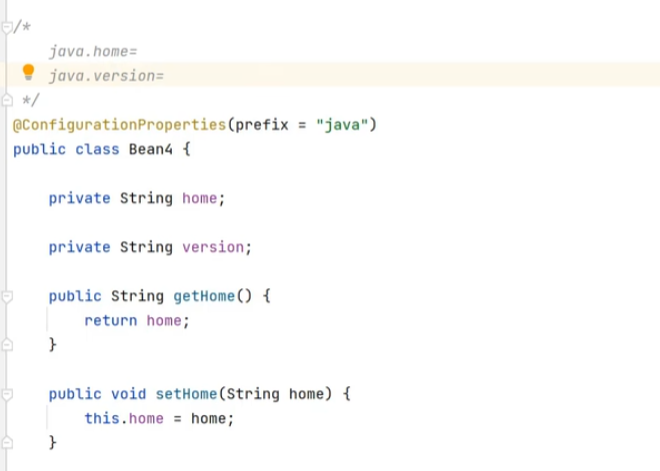 /*
java.home=
java.version=
*/
@ConfigurationProperties(prefix = "java")
public class Bean4 {
private String home;
private String version;
public String getHome() {
return home;
}
public void setHome(String home) {
this.home = home;
}